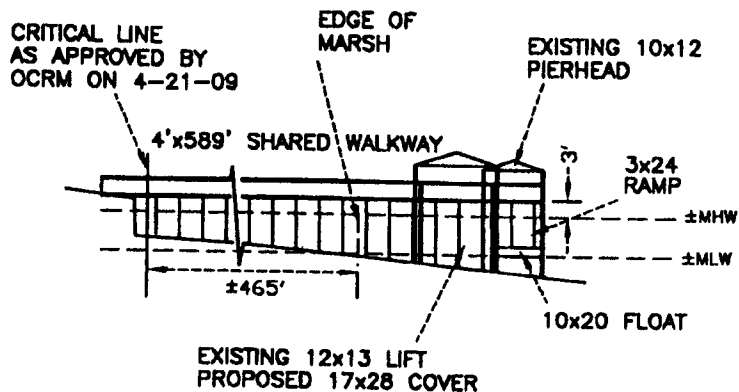 CRITICAL LINE
AS APPROVED BY
OCRM ON 4-21-09
EDGE OF
MARSH
EXISTING 10x12
PIERHEAD
4'x589' SHARED WALKWAY
3'
3x24
RAMP
±MHW
±MLW
±465'
10x20 FLOAT
EXISTING 12x13 LIFT
PROPOSED 17x28 COVER